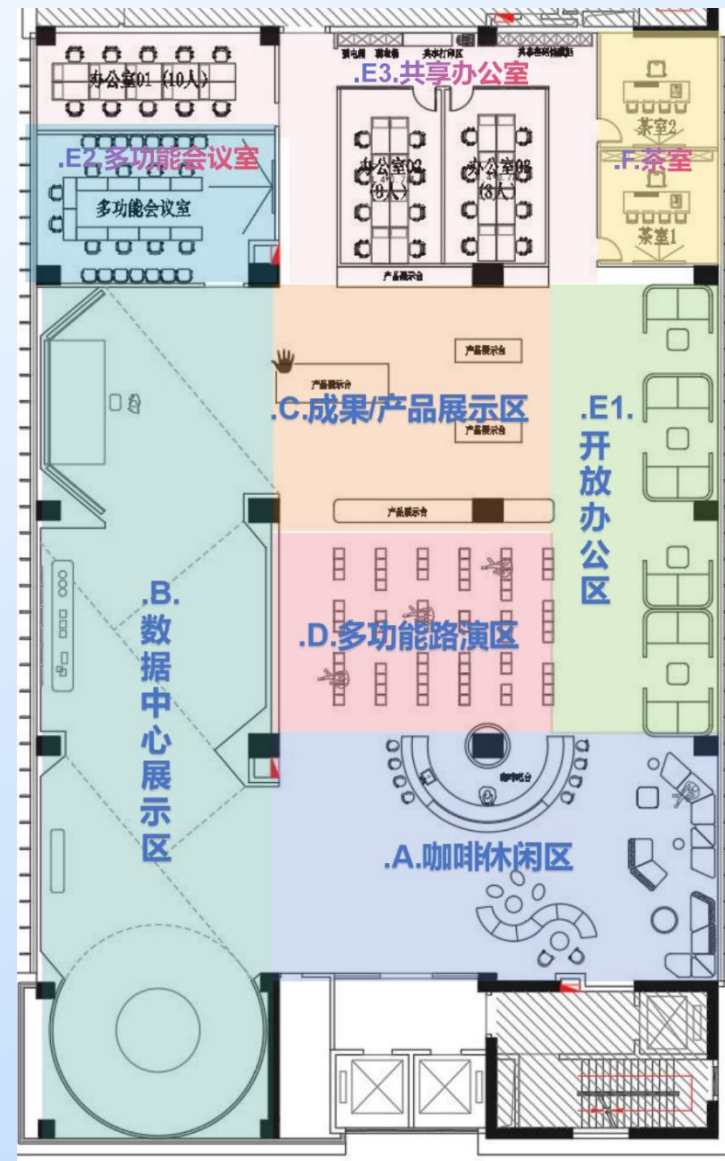 .E3.共享办公室
办公室01 (10人)
茶室2
.E2.多功能会议室
办公室02
(8人)
办公室03
(8人)
.F.茶室
多功能会议室
茶室1
产品展示台
产品展示台
产品展示台
.C.成果/产品展示区
.E1.
开放办公区
产品展示台
产品展示台
.B.
数据中心展示区
.D.多功能路演区
.A.咖啡休闲区